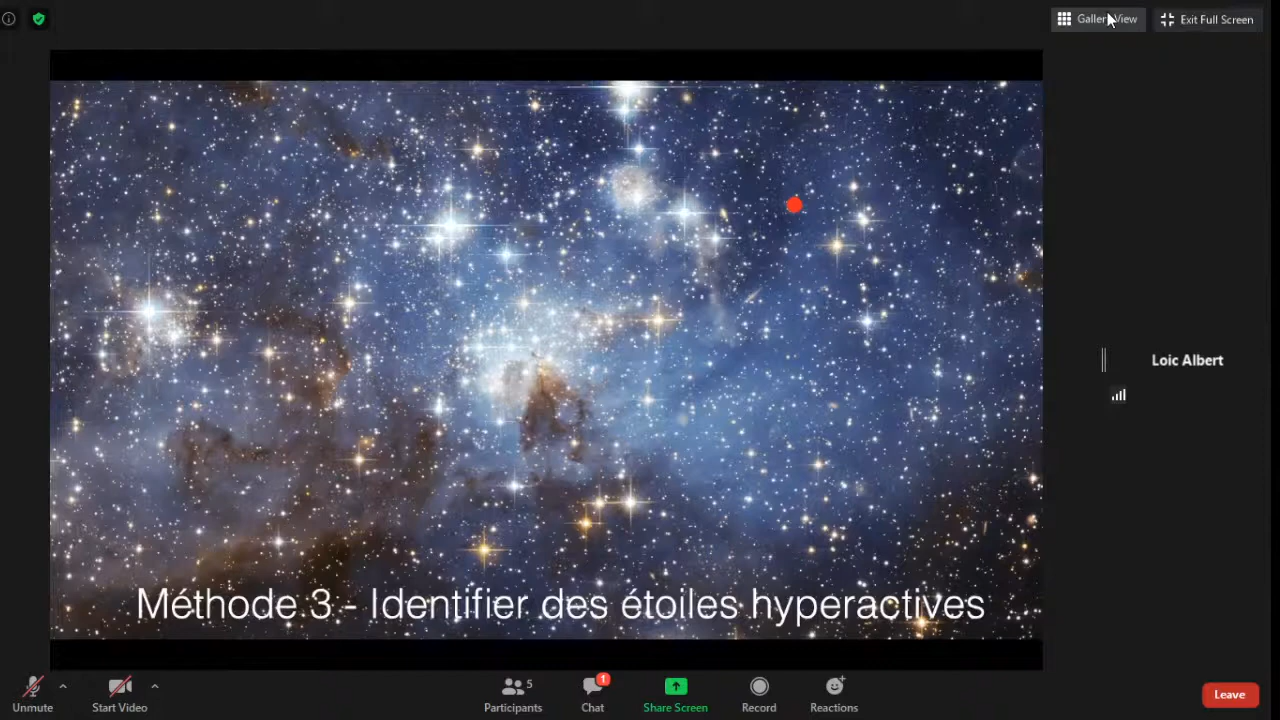 Gallery View
Exit Full Screen
Loic Albert
Méthode 3 - Identifier des étoiles hyperactives
Unmute
Start Video
5
Participants
1
Chat
Share Screen
Record
Reactions
Leave